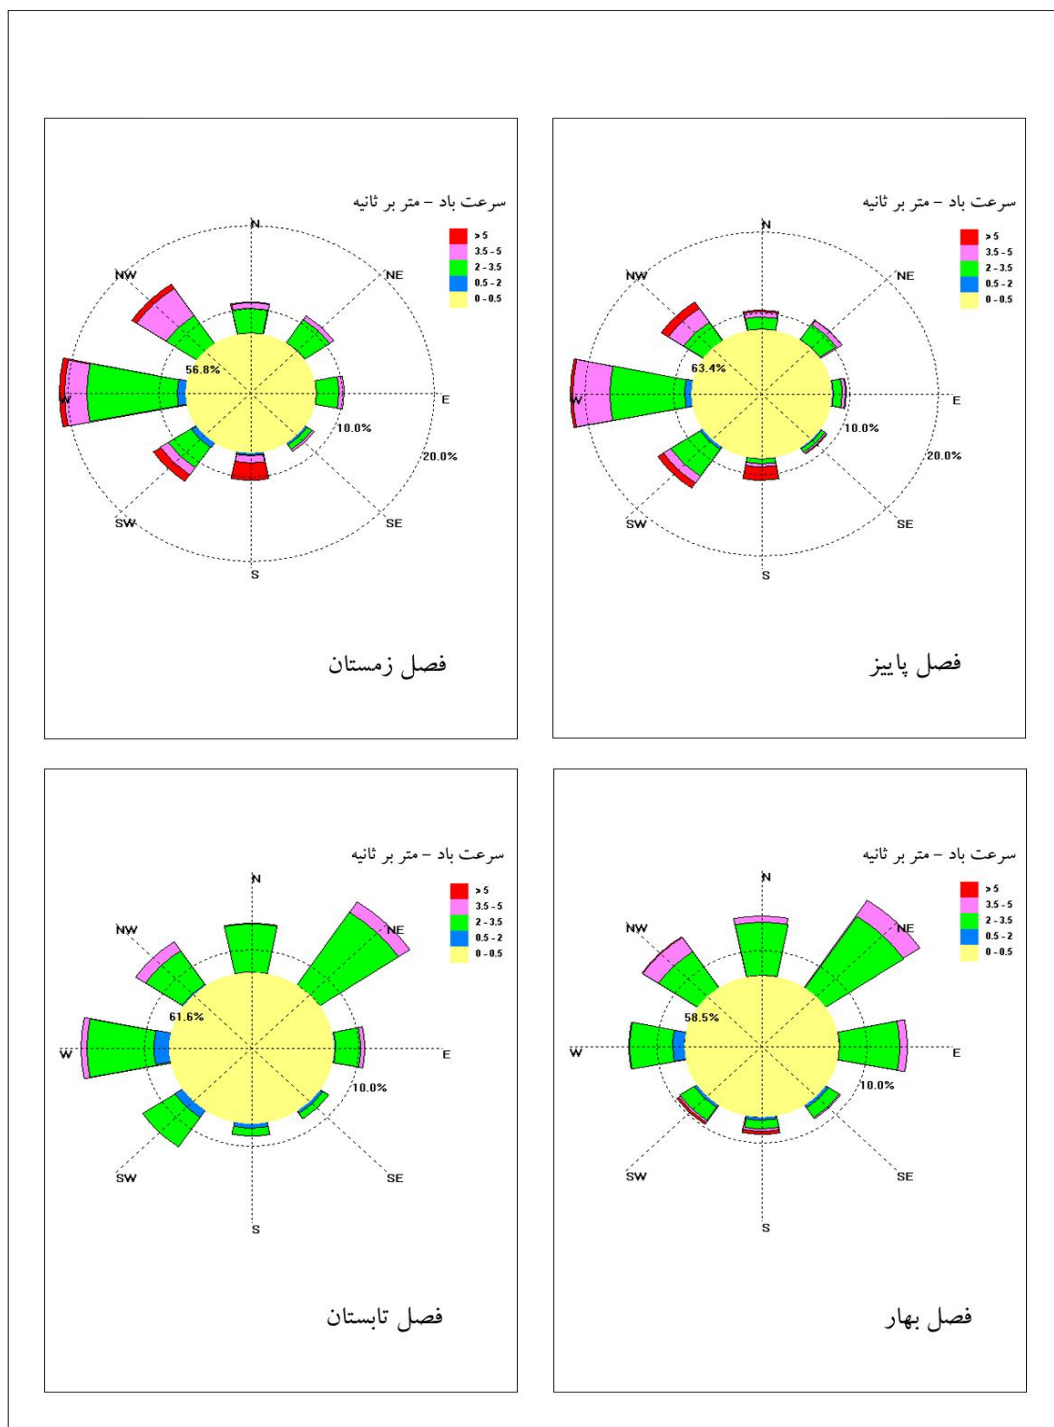 سرعت باد – متر بر ثانیه
> 5
3.5 - 5
2 - 3.5
0.5 - 2
0 - 0.5
N
NW
NE
56.8%
W
E
10.0%
20.0%
SW
SE
S
فصل زمستان
سرعت باد – متر بر ثانیه
> 5
3.5 - 5
2 - 3.5
0.5 - 2
0 - 0.5
N
NW
NE
63.4%
W
E
10.0%
20.0%
SW
SE
S
فصل پاییز
سرعت باد – متر بر ثانیه
> 5
3.5 - 5
2 - 3.5
0.5 - 2
0 - 0.5
N
NW
NE
61.6%
W
E
10.0%
SW
SE
S
فصل تابستان
سرعت باد – متر بر ثانیه
> 5
3.5 - 5
2 - 3.5
0.5 - 2
0 - 0.5
N
NW
NE
58.5%
W
E
10.0%
SW
SE
S
فصل بهار